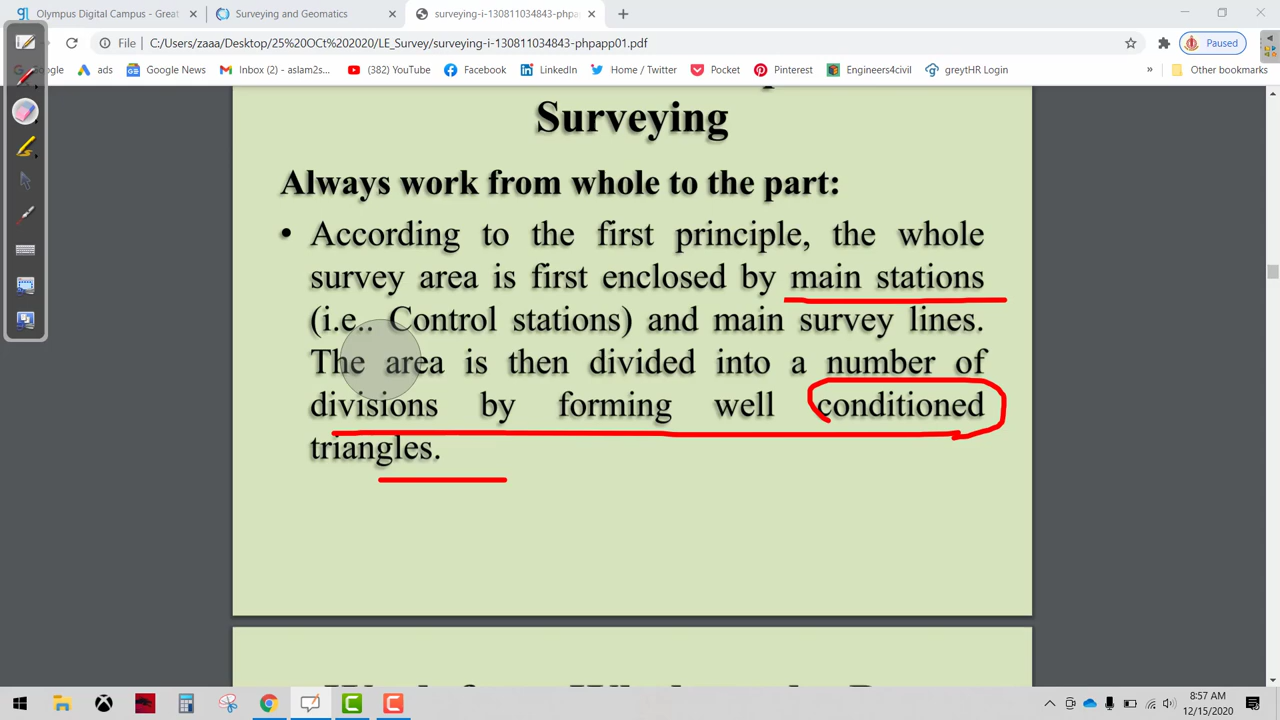 Olympus Digital Campus - Great
Surveying and Geomatics
surveying-i-130811034843-phpapp
File
C:/Users/zaaa/Desktop/25%20OCt%202020/LE_Survey/surveying-i-130811034843-phpapp01.pdf
Paused
Google
ads
Google News
Inbox (2) - aslam2s...
(382) YouTube
Facebook
LinkedIn
Home / Twitter
Pocket
Pinterest
Engineers4civil
greytHR Login
»
Other bookmarks
Surveying
Always work from whole to the part:
• According to the first principle, the whole
survey area is first enclosed by main stations
(i.e.. Control stations) and main survey lines.
The area is then divided into a number of
divisions by forming well conditioned
triangles.
8:57 AM
12/15/2020